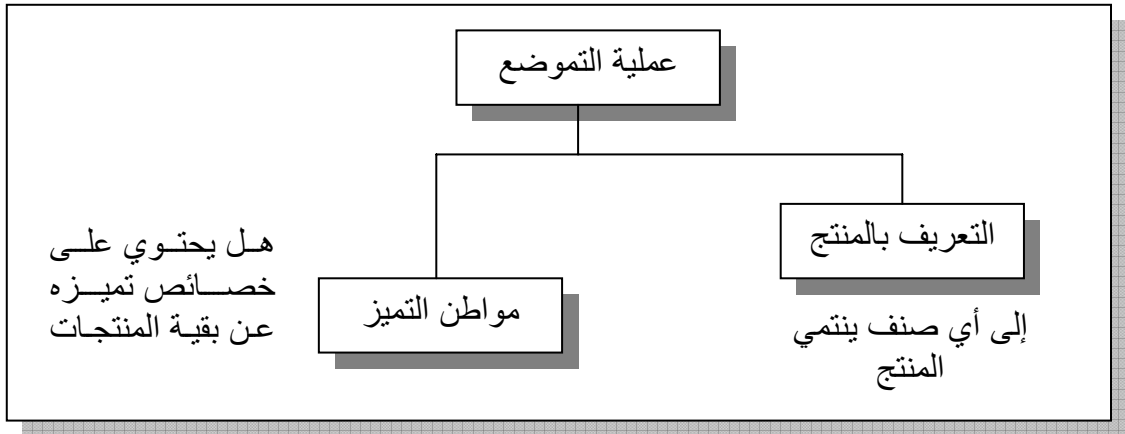 عملية التموضع
التعريف بالمنتج
إلى أي صنف ينتمي
المنتج
مواطن التميز
هل يحتوي على
خصائص تميزه
عن بقية المنتجات